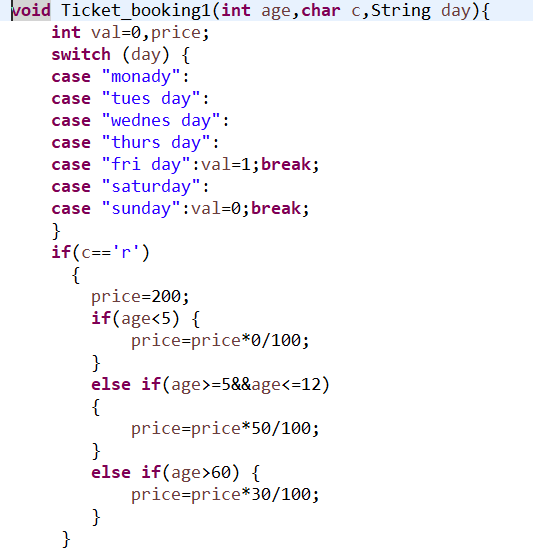 void Ticket_booking1(int age,char c,String day){
int val=0,price;
switch (day) {
case "monady":
case "tues day":
case "wednes day":
case "thurs day":
case "fri day":val=1;break;
case "saturday":
case "sunday":val=0;break;
}
if(c=='r')
{
price=200;
if(age<5) {
price=price*0/100;
}
else if(age>=5&&age<=12)
{
price=price*50/100;
}
else if(age>60) {
price=price*30/100;
}
}